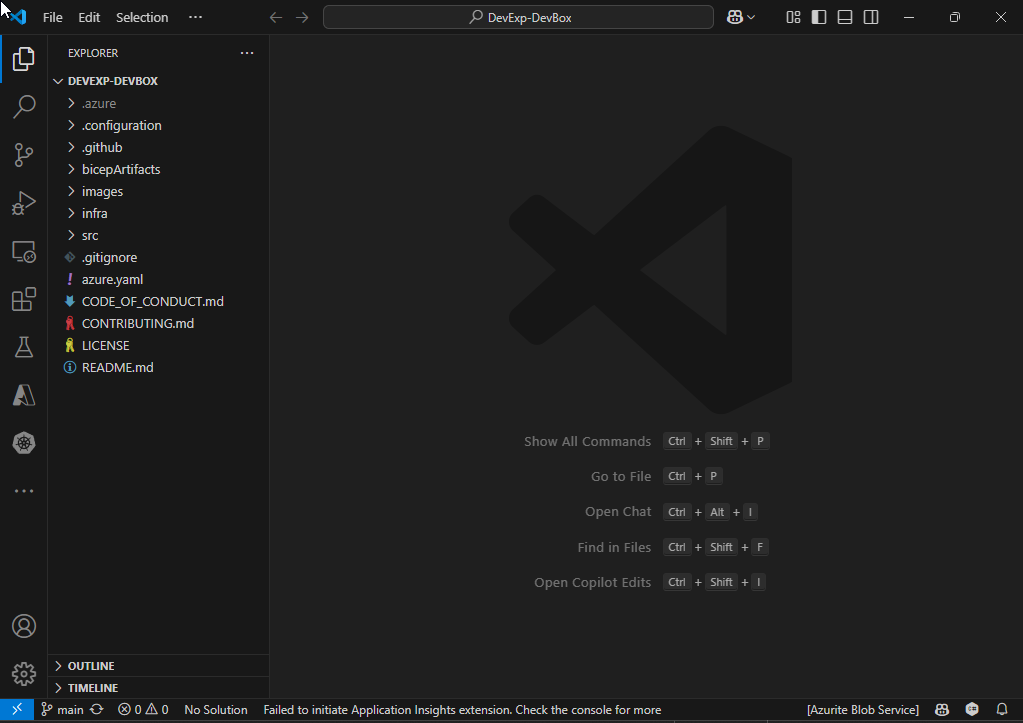 File Edit Selection ···
DevExp-DevBox
EXPLORER
DEVEXP-DEVBOX
.azure
.configuration
.github
bicepArtifacts
images
infra
src
.gitignore
! azure.yaml
CODE_OF_CONDUCT.md
CONTRIBUTING.md
LICENSE
README.md
Show All Commands Ctrl + Shift + P
Go to File Ctrl + P
Open Chat Ctrl + Alt + I
Find in Files Ctrl + Shift + F
Open Copilot Edits Ctrl + Shift + I
OUTLINE
TIMELINE
main 0 0 No Solution Failed to initiate Application Insights extension. Check the console for more [Azurite Blob Service]